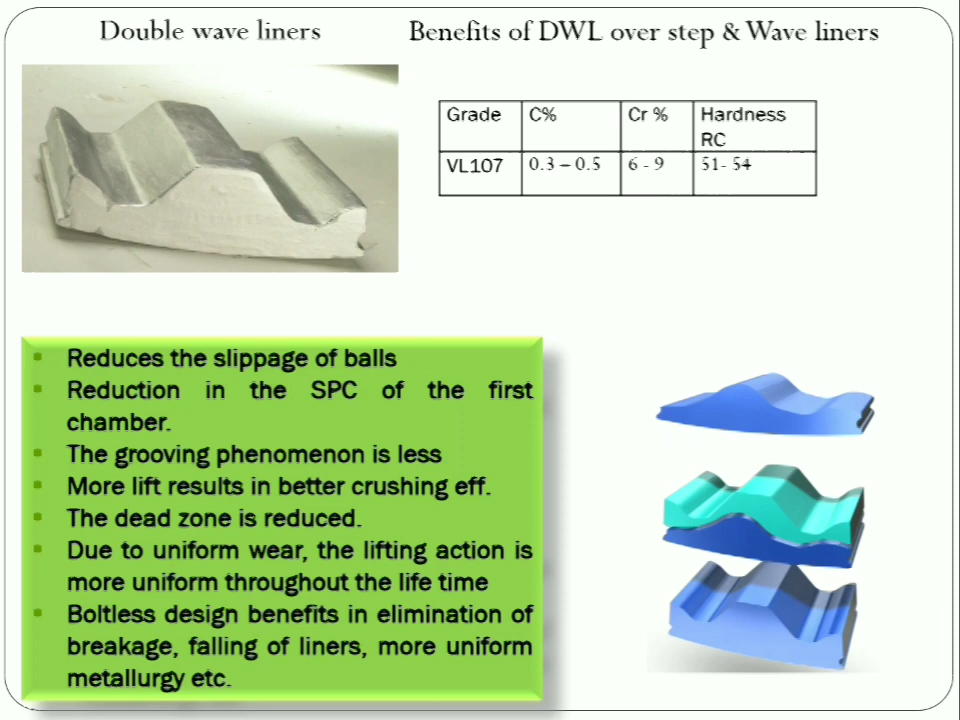 Double wave liners
Benefits of DWL over step & Wave liners
Grade C% Cr % Hardness
RC
VL107 0.3 – 0.5 6 - 9 51- 54
Reduces the slippage of balls
Reduction in the SPC of the first
chamber.
The grooving phenomenon is less
More lift results in better crushing eff.
The dead zone is reduced.
Due to uniform wear, the lifting action is
more uniform throughout the life time
Boltless design benefits in elimination of
breakage, falling of liners, more uniform
metallurgy etc.